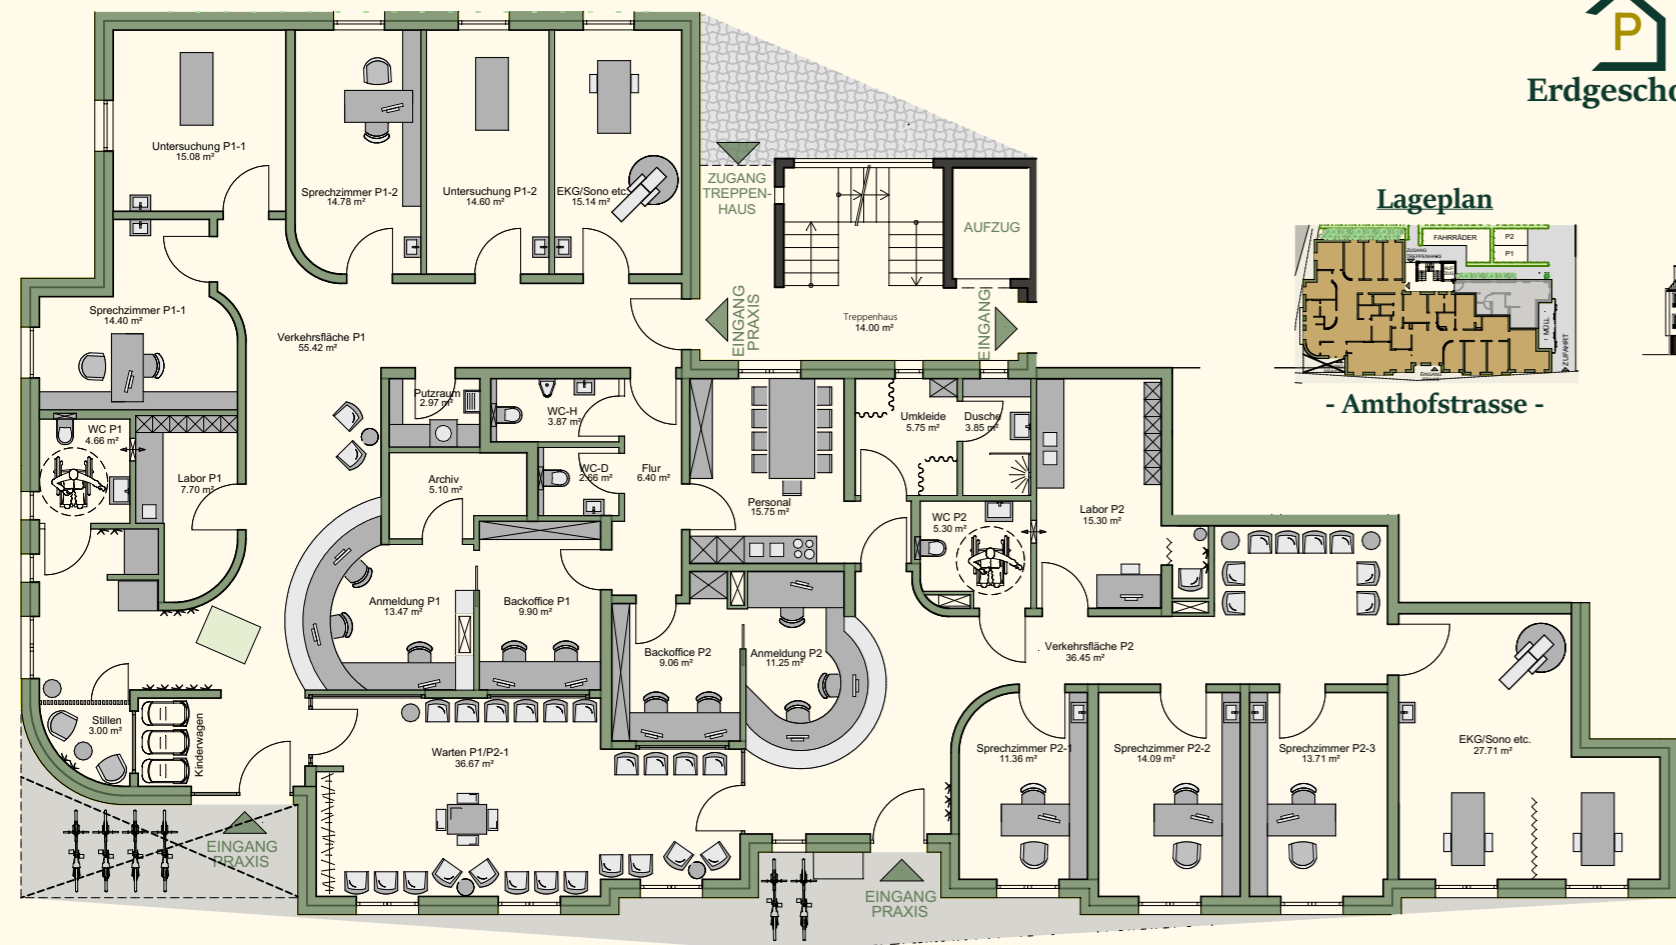 P
Erdgescho
Untersuchung P1-1
15.08 m²
Sprechzimmer P1-2
14.78 m²
Untersuchung P1-2
14.60 m²
EKG/Sono etc.
15.14 m²
ZUGANG
TREPPEN-
HAUS
AUFZUG
Lageplan
FAHRRÄDER
P2
P1
ZUGANG
TREPPENHAUS
MÜLL
ZUFAHRT
EINGANG
PRAXIS
- Amthofstrasse -
Sprechzimmer P1-1
14.40 m²
Verkehrsfläche P1
55.42 m²
EINGANG
PRAXIS
Treppenhaus
14.00 m²
EINGANG
Putzraum
2.97 m²
WC-H
3.87 m²
WC P1
4.66 m²
Labor P1
7.70 m²
Archiv
5.10 m²
WC-D
2.66 m²
Flur
6.40 m²
Personal
15.75 m²
Umkleide
5.75 m²
Dusche
3.85 m²
WC P2
5.30 m²
Labor P2
15.30 m²
Anmeldung P1
13.47 m²
Backoffice P1
9.90 m²
Backoffice P2
9.06 m²
Anmeldung P2
11.25 m²
Verkehrsfläche P2
36.45 m²
Stillen
3.00 m²
Kinderwagen
Warten P1/P2-1
36.67 m²
Sprechzimmer P2-1
11.36 m²
Sprechzimmer P2-2
14.09 m²
Sprechzimmer P2-3
13.71 m²
EKG/Sono etc.
27.71 m²
EINGANG
PRAXIS
EINGANG
PRAXIS